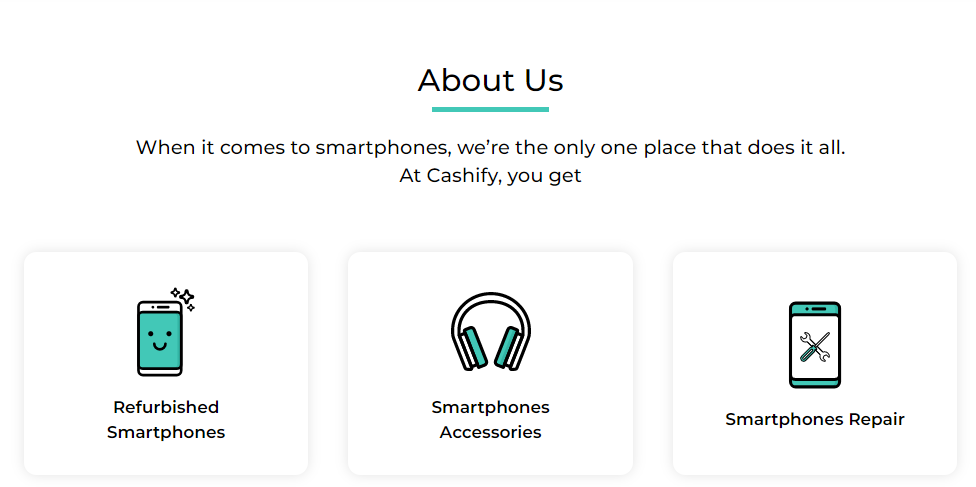 About Us
When it comes to smartphones, we’re the only one place that does it all.
At Cashify, you get
Refurbished
Smartphones
Smartphones
Accessories
Smartphones Repair